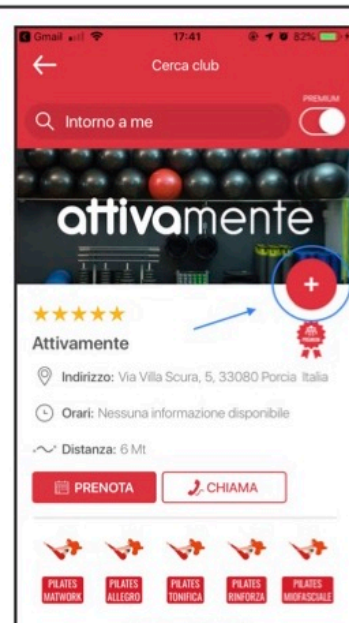 Gmail 17:41 82%
Cerca club
PREMIUM
Intorno a me
attivamente
+
PREMIUM
Attivamente
Indirizzo: Via Villa Scura, 5, 33080 Porcia Italia
Orari: Nessuna informazione disponibile
Distanza: 6 Mt
PRENOTA CHIAMA
PILATES MATWORK
PILATES ALLEGRO
PILATES TONIFICA
PILATES RINFORZA
PILATES MIOFASCIALE